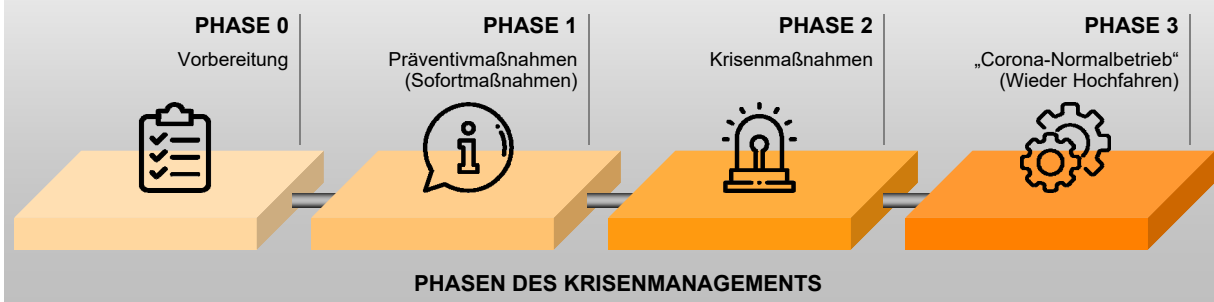 PHASE 0
Vorbereitung
PHASE 1
Präventivmaßnahmen
(Sofortmaßnahmen)
PHASE 2
Krisenmaßnahmen
PHASE 3
„Corona-Normalbetrieb“
(Wieder Hochfahren)
PHASEN DES KRISENMANAGEMENTS